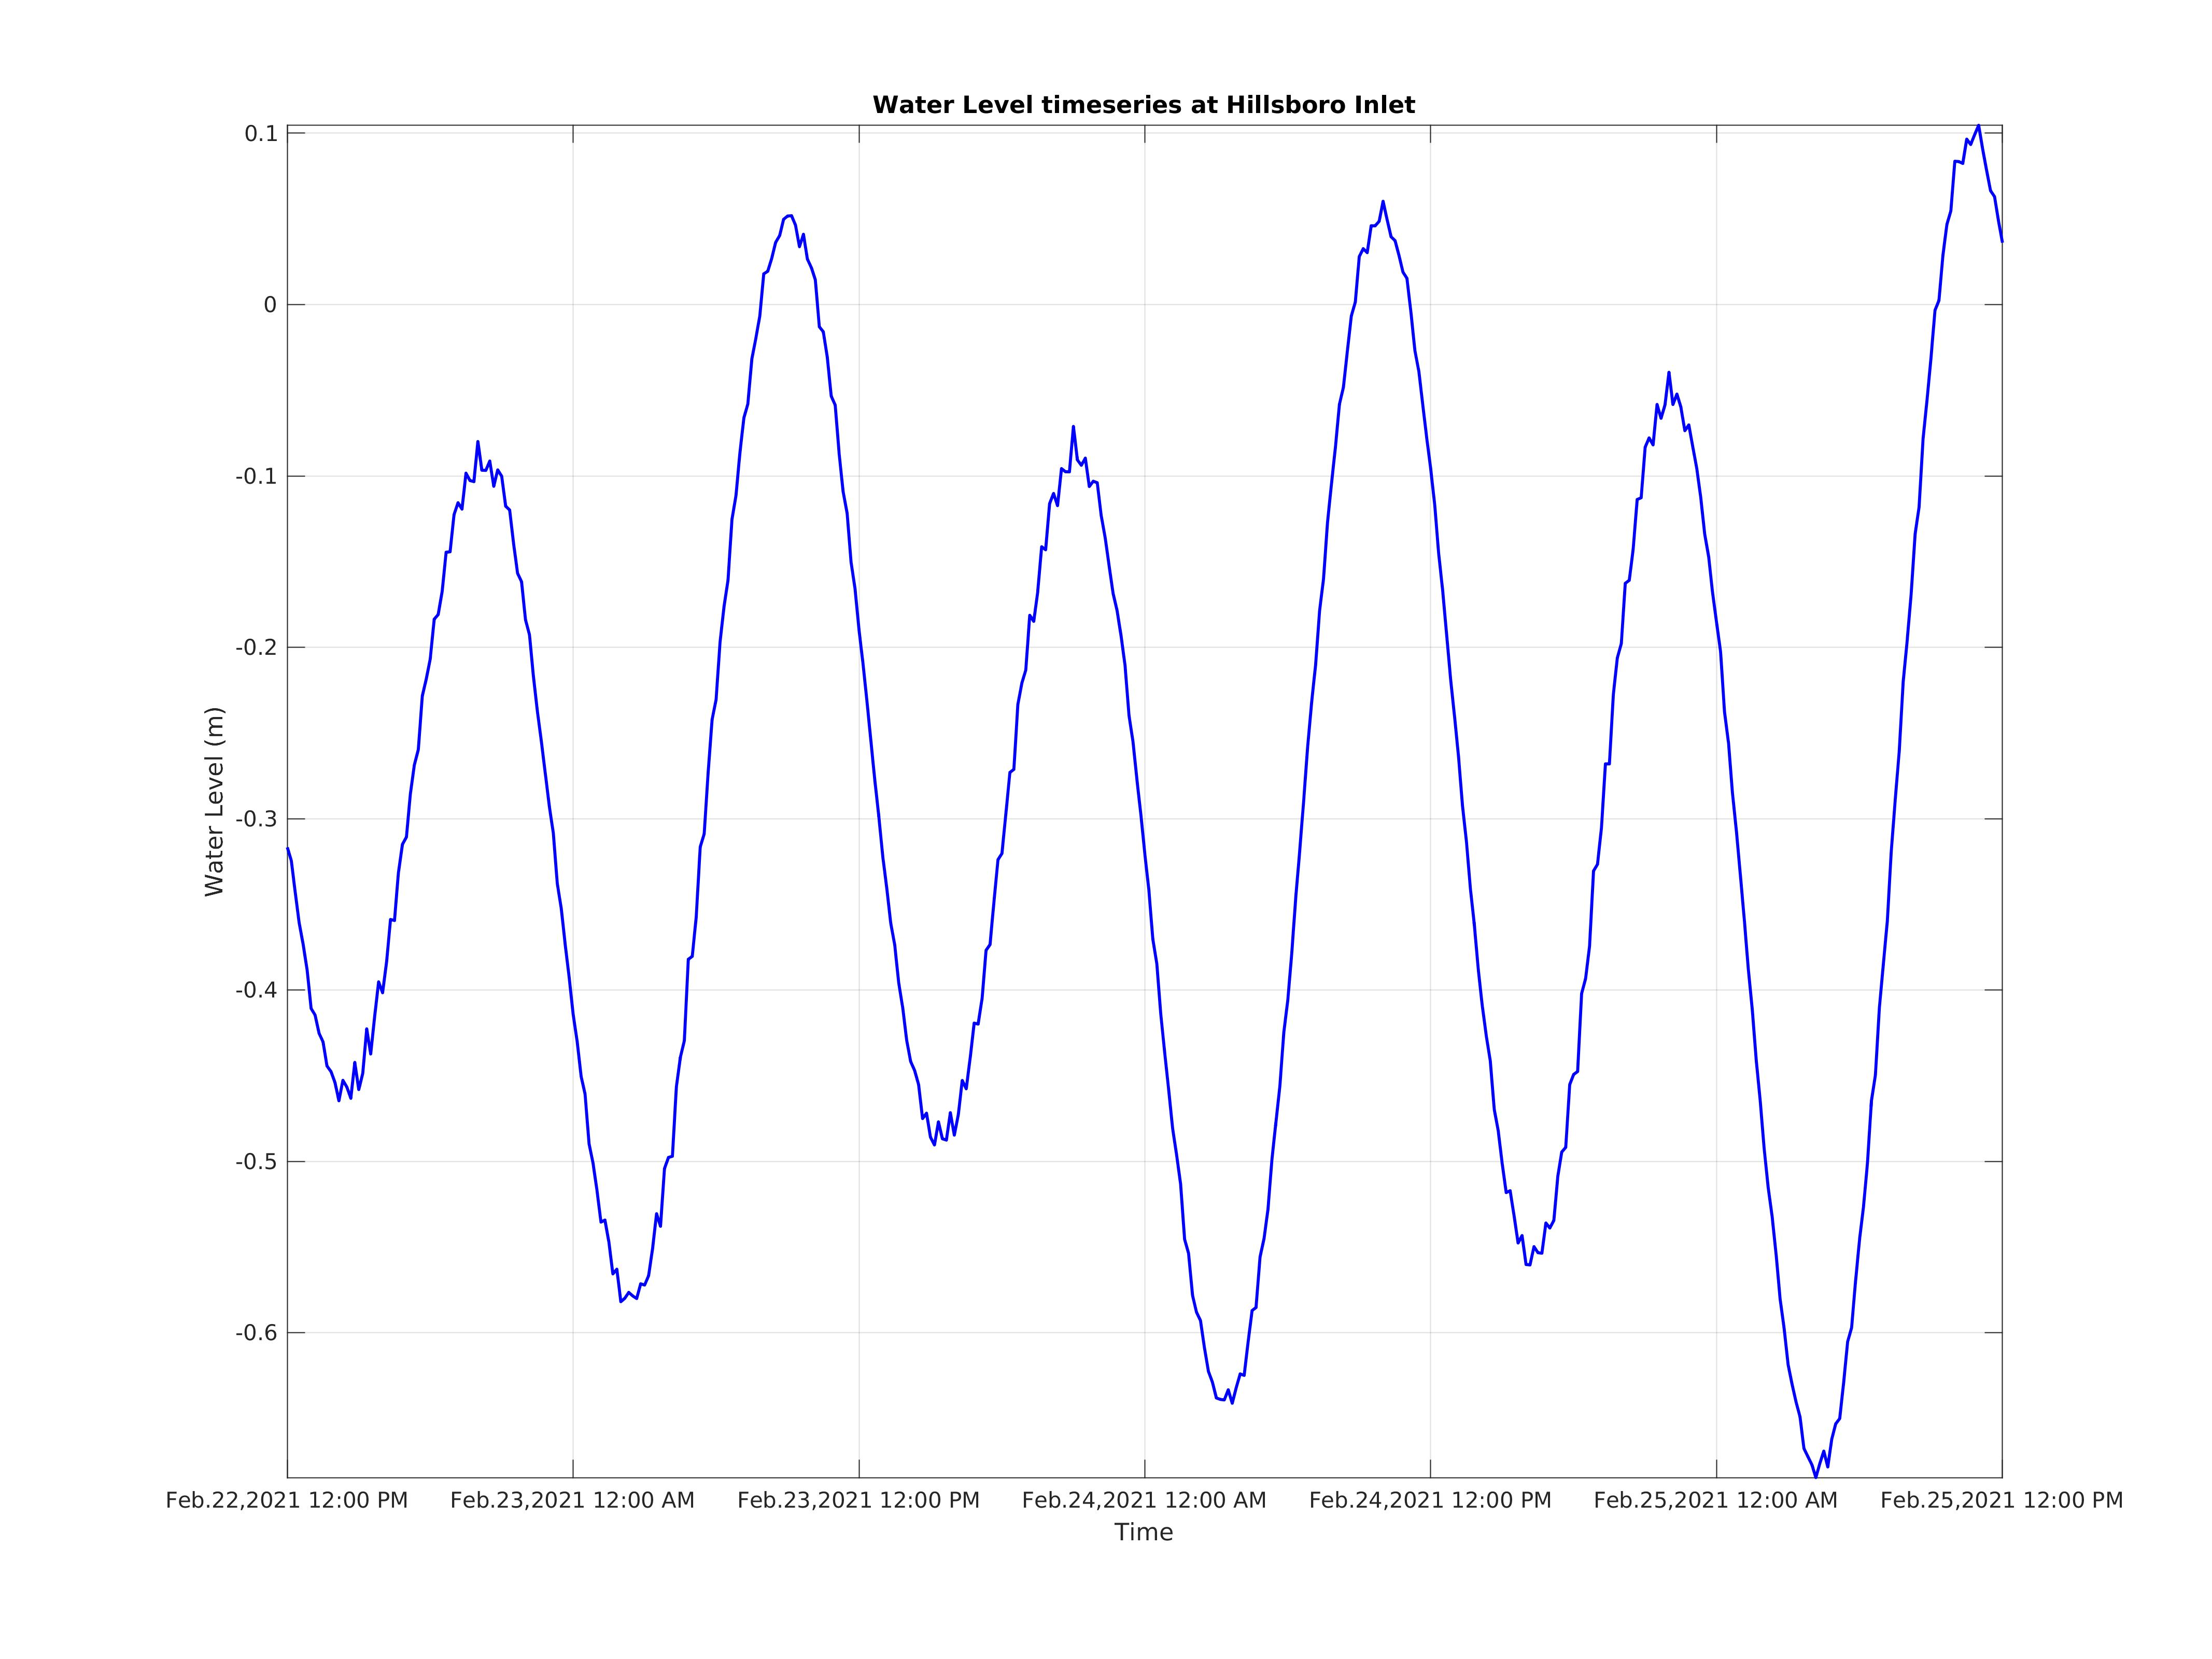 Water Level timeseries at Hillsboro Inlet
0.1
0
-0.1
-0.2
-0.3
-0.4
-0.5
-0.6
Water Level (m)
Feb.22,2021 12:00 PM Feb.23,2021 12:00 AM Feb.23,2021 12:00 PM Feb.24,2021 12:00 AM Feb.24,2021 12:00 PM Feb.25,2021 12:00 AM Feb.25,2021 12:00 PM
Time